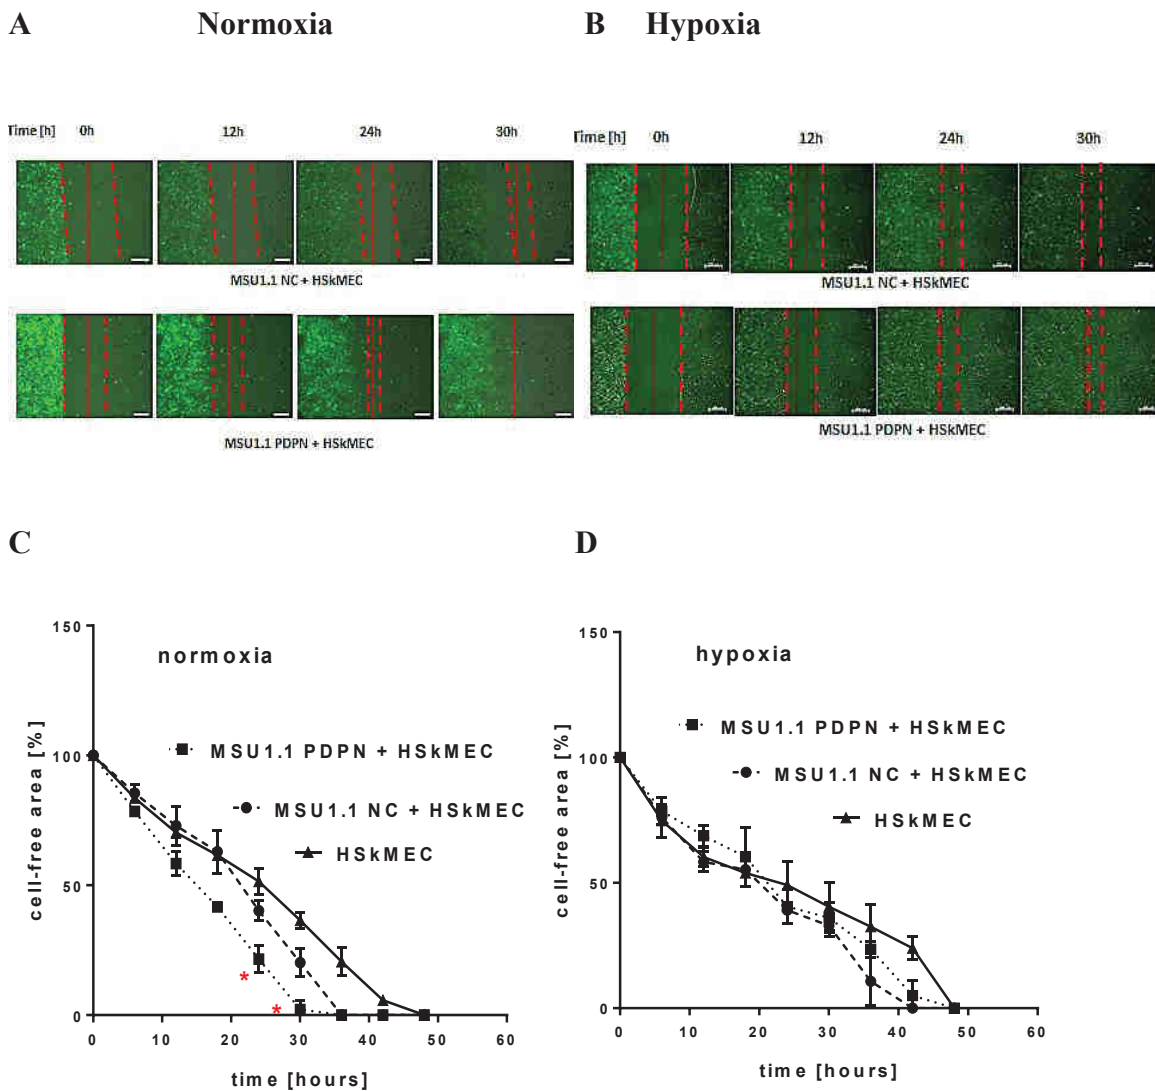 A Normoxia
B Hypoxia
Time [h] 0h 12h 24h 30h
MSU1.1 NC + HSkMEC
MSU1.1 PDPN + HSkMEC
Time [h] 0h 12h 24h 30h
MSU1.1 NC + HSkMEC
MSU1.1 PDPN + HSkMEC
C
normoxia
cell-free area [%]
150
100
50
0
MSU1.1 PDPN + HSkMEC
MSU1.1 NC + HSkMEC
HSkMEC
*
*
0 10 20 30 40 50 60
time [hours]
D
hypoxia
cell-free area [%]
150
100
50
0
MSU1.1 PDPN + HSkMEC
MSU1.1 NC + HSkMEC
HSkMEC
0 10 20 30 40 50 60
time [hours]